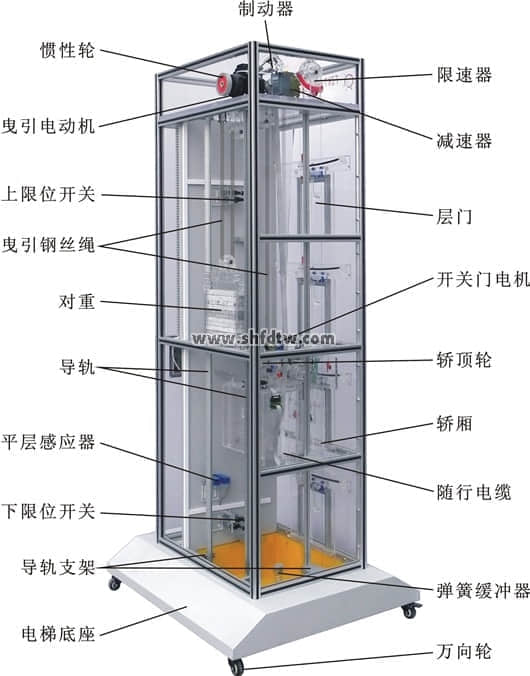 制动器
惯性轮
限速器
曳引电动机
减速器
上限位开关
层门
曳引钢丝绳
开关门电机
对重
www.shfdtw.com
导轨
轿顶轮
轿厢
平层感应器
随行电缆
下限位开关
导轨支架
弹簧缓冲器
电梯底座
万向轮